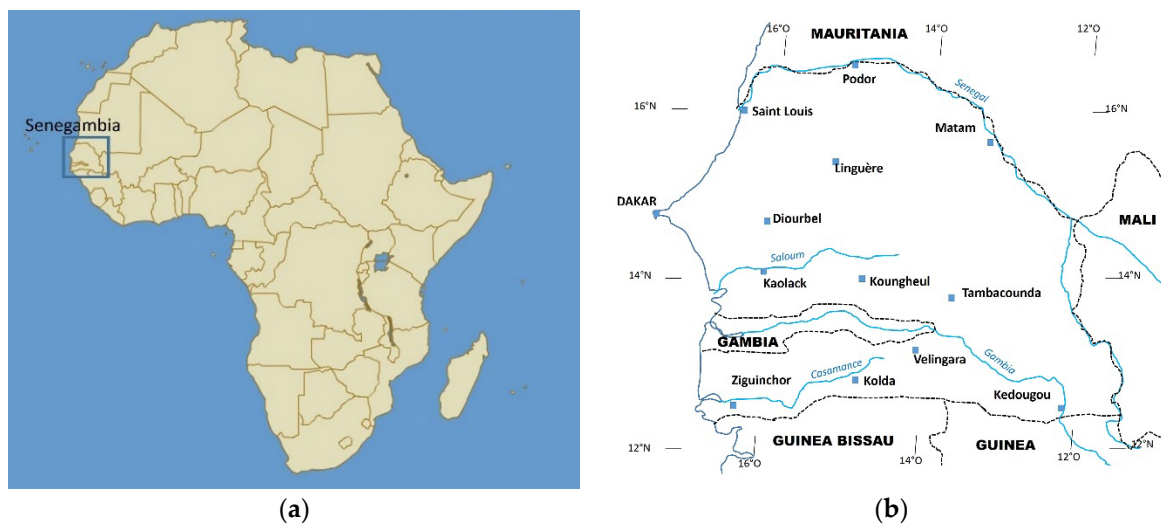 Senegambia
16°O
MAURITANIA
14°O
12°O
Podor
Senegal
16°N
Saint Louis
16°N
Matam
Linguère
DAKAR
Diourbel
MALI
Saloum
14°N
Kaolack
Koungheul
14°N
Tambacounda
GAMBIA
Velingara
Gambia
Casamance
Ziguinchor
Kolda
Kedougou
12°N
GUINEA BISSAU
GUINEA
12°N
16°O
14°O
12°O
(a)
(b)